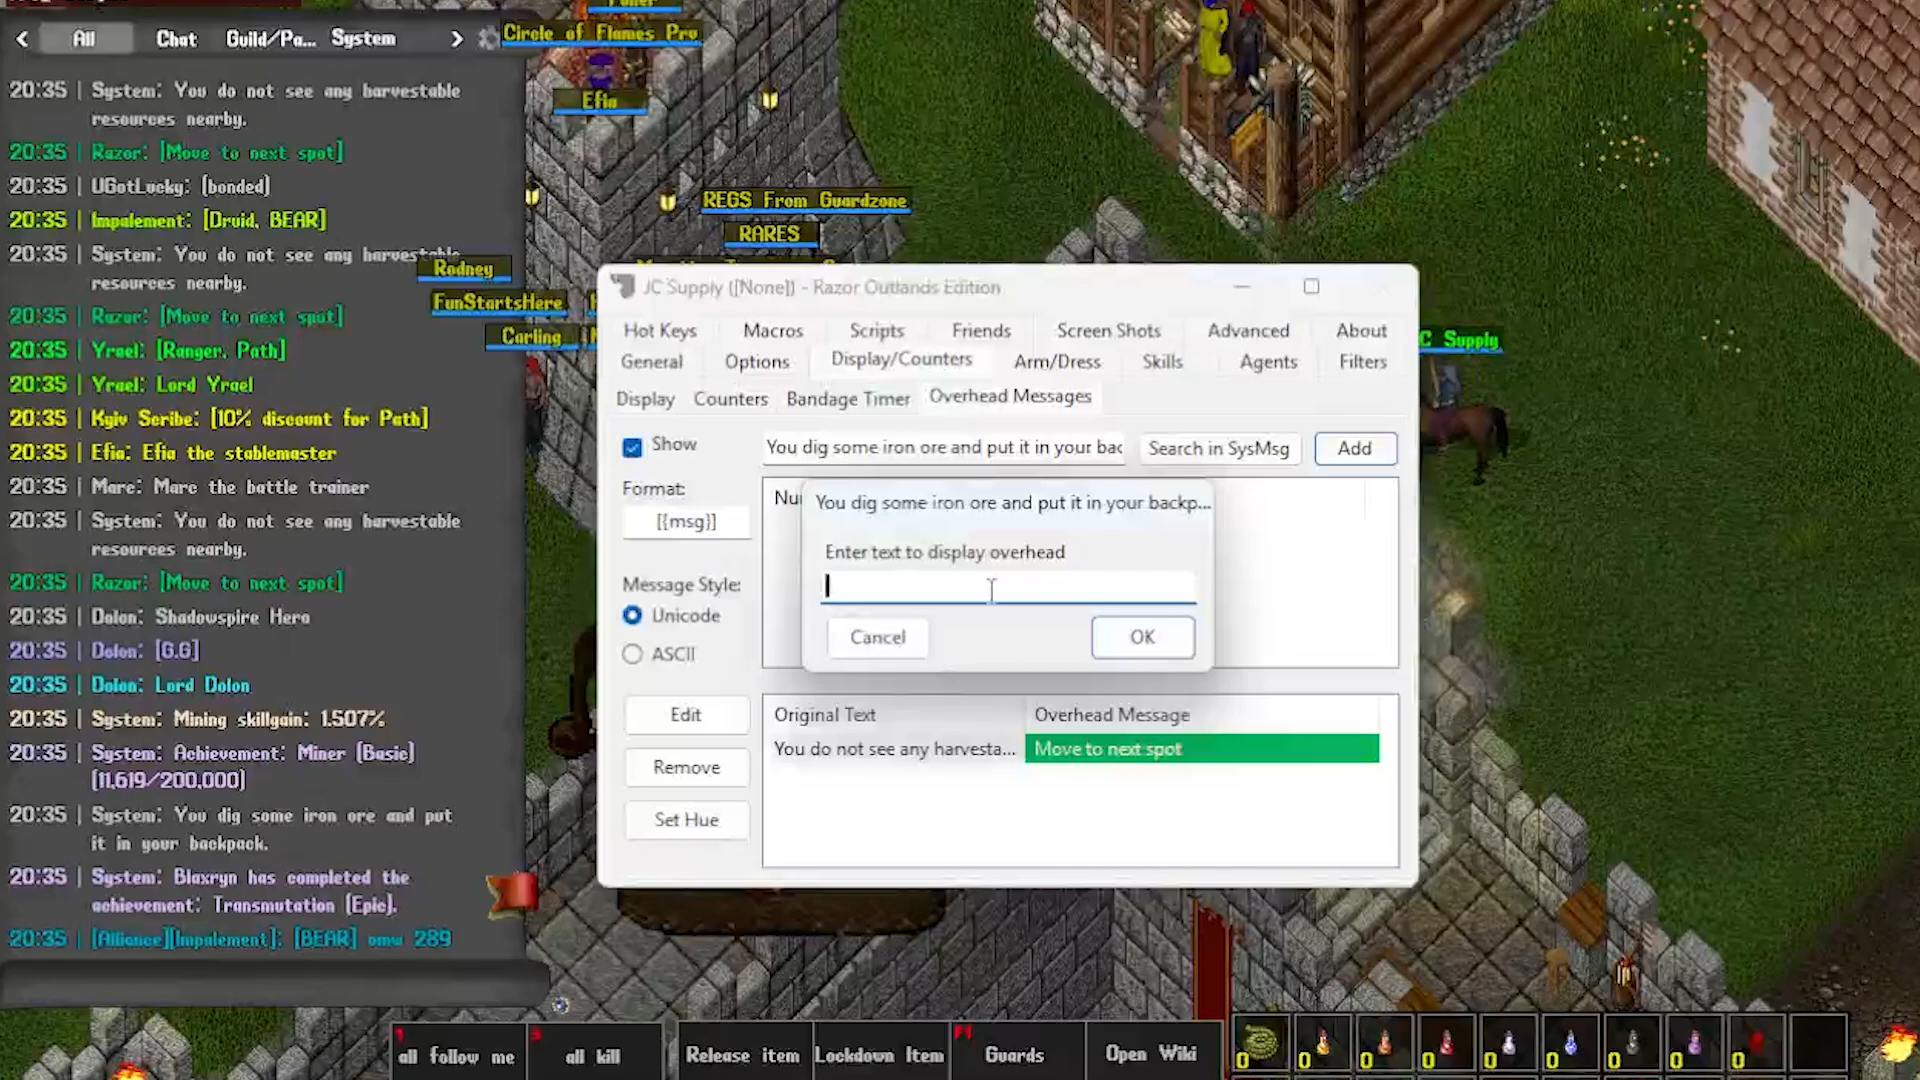 All
Chat
Guild/Pa...
System
20:35 | System: You do not see any harvestable
resources nearby.
20:35 | Razor: [Move to next spot]
20:35 | UGotLucky: (bonded)
20:35 | Impalement: [Druid, BEAR]
20:35 | System: You do not see any harvestable
resources nearby.
20:35 | Razor: [Move to next spot]
20:35 | Yrael: [Ranger, Path]
20:35 | Yrael: Lord Yrael
20:35 | Kyiv Scribe: [10% discount for Path]
20:35 | Efia: Efia the stablemaster
20:35 | Marc: Marc the battle trainer
20:35 | System: You do not see any harvestable
resources nearby.
20:35 | Razor: [Move to next spot]
20:35 | Dolon: Shadowspire Hero
20:35 | Dolon: [G.G]
20:35 | Dolon: Lord Dolon
20:35 | System: Mining skillgain: 1.507%
20:35 | System: Achievement: Miner (Basic)
(11,619/200,000)
20:35 | System: You dig some iron ore and put
it in your backpack.
20:35 | System: Blaxryn has completed the
achievement: Transmutation (Epic).
20:35 | [Alliance][Impalement]: [BEAR] omw 289
Circle of Flames Prv
Efia
REGS From Guardzone
RARES
Rodney
FunStartsHere
Carling
C Supply
JC Supply ([None]) - Razor Outlands Edition
Hot Keys
Macros
Scripts
Friends
Screen Shots
Advanced
About
General
Options
Display/Counters
Arm/Dress
Skills
Agents
Filters
Display
Counters
Bandage Timer
Overhead Messages
Show
You dig some iron ore and put it in your bac
Search in SysMsg
Add
Format:
[{msg}]
Message Style:
Unicode
ASCII
You dig some iron ore and put it in your backp...
Enter text to display overhead
Cancel
OK
Edit
Remove
Set Hue
Original Text
Overhead Message
You do not see any harvesta...
Move to next spot
1
all follow me
3
all kill
Release item
Lockdown Item
F1
Guards
Open Wiki
0
0
0
0
0
0
0
0
0